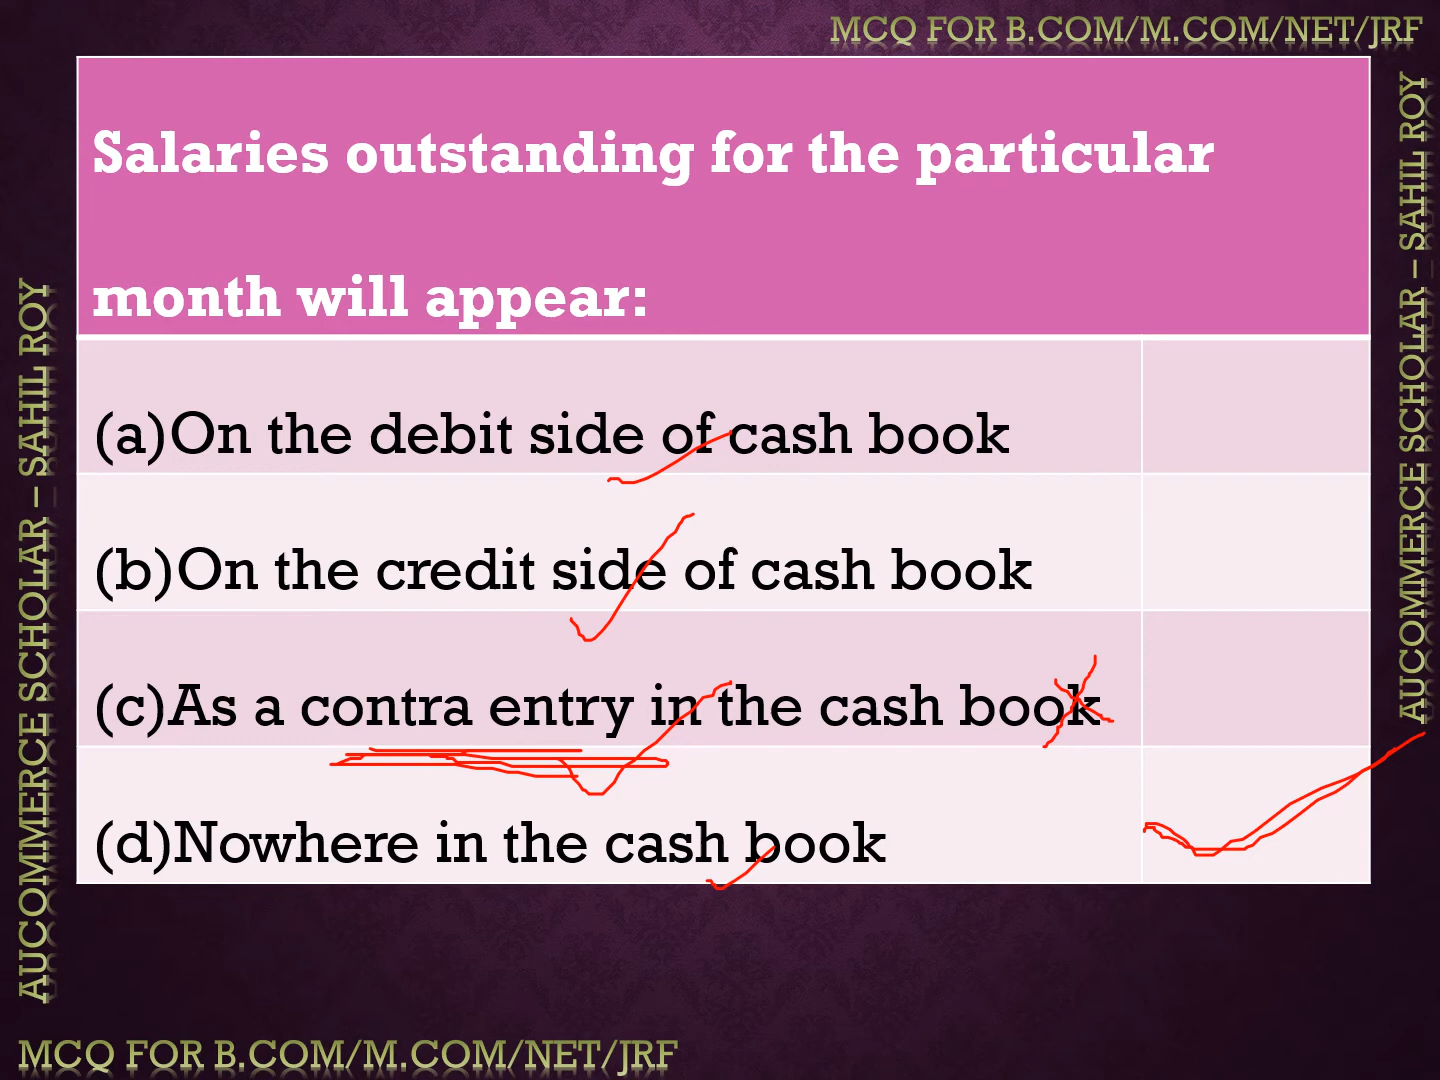 MCQ FOR B.COM/M.COM/NET/JRF
Salaries outstanding for the particular
month will appear:
(a)On the debit side of cash book
(b)On the credit side of cash book
(c)As a contra entry in the cash book
(d)Nowhere in the cash book
AUCOMMERCE SCHOLAR – SAHIL ROY
AUCOMMERCE SCHOLAR – SAHIL ROY
MCQ FOR B.COM/M.COM/NET/JRF